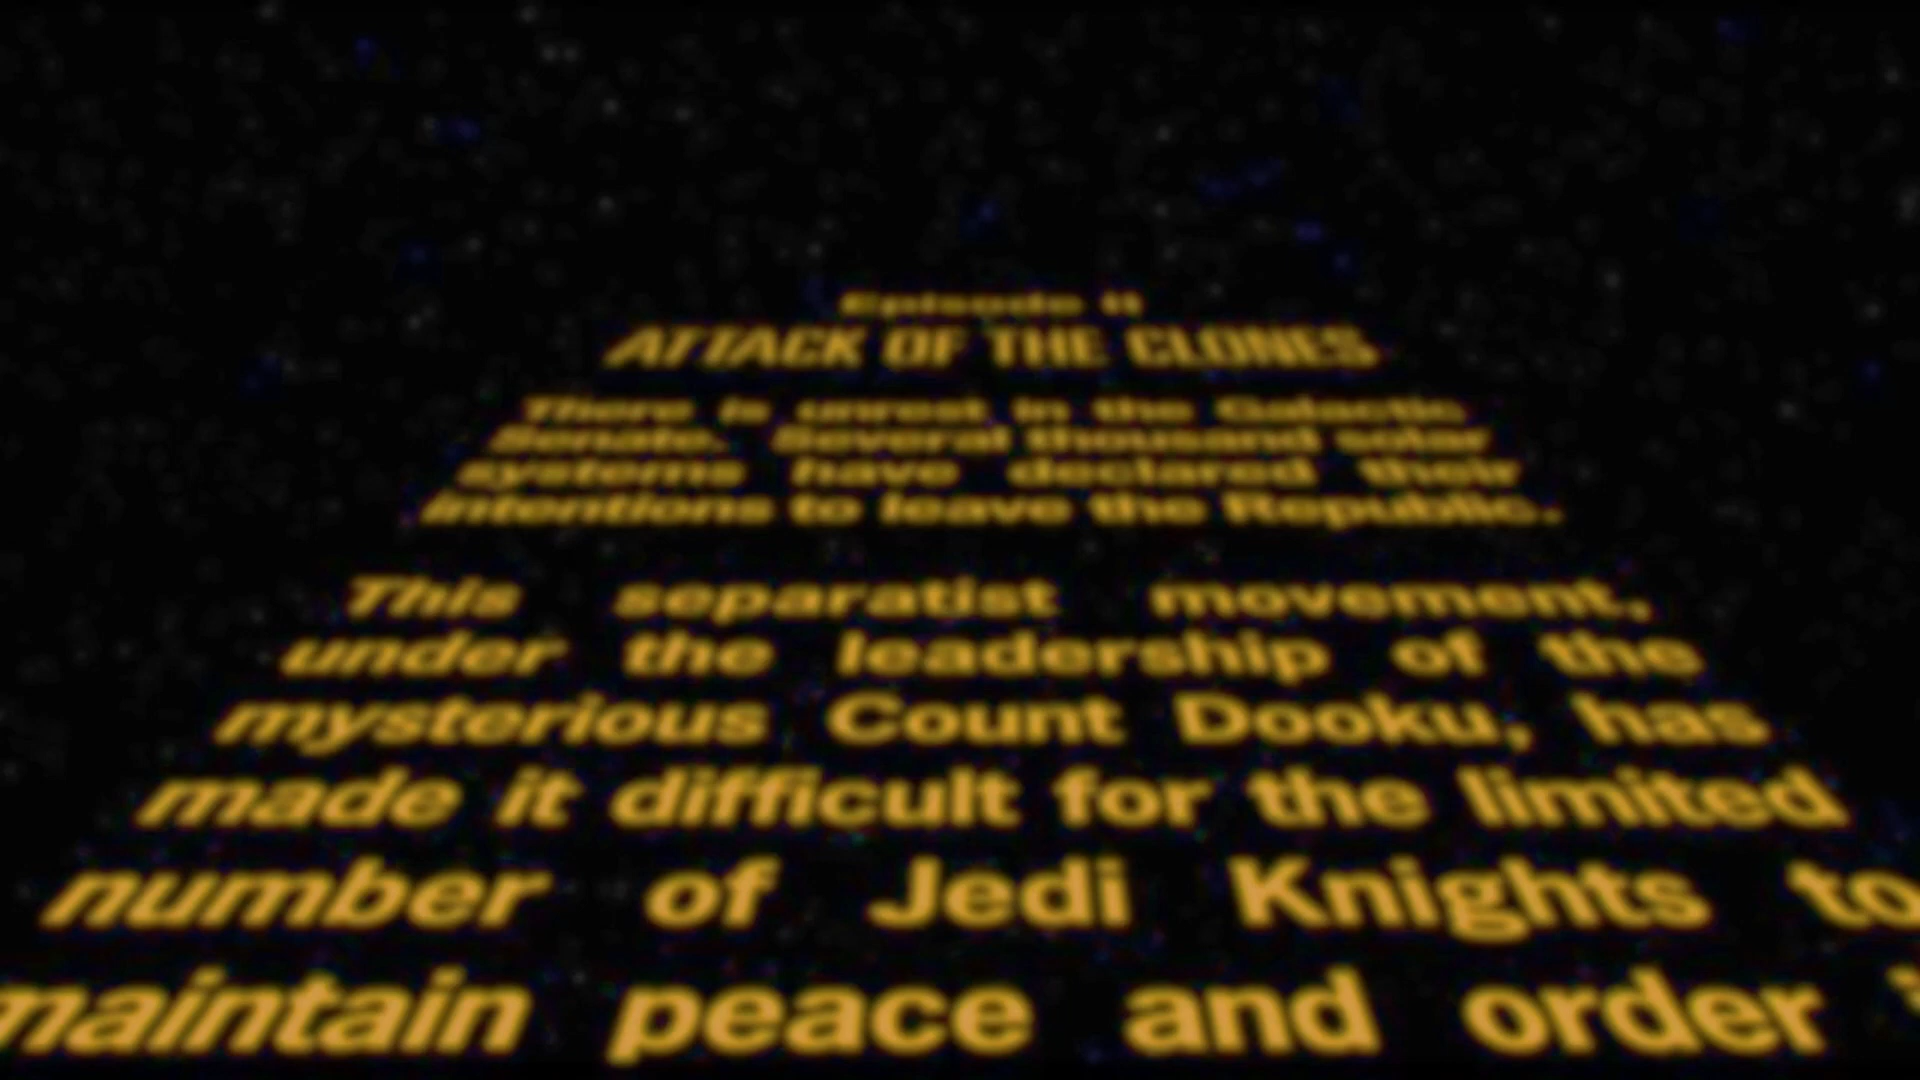 Episode II
ATTACK OF THE CLONES
There is unrest in the Galactic
Senate. Several thousand solar
systems have declared their
intentions to leave the Republic.
This separatist movement,
under the leadership of the
mysterious Count Dooku, has
made it difficult for the limited
number of Jedi Knights to
maintain peace and order